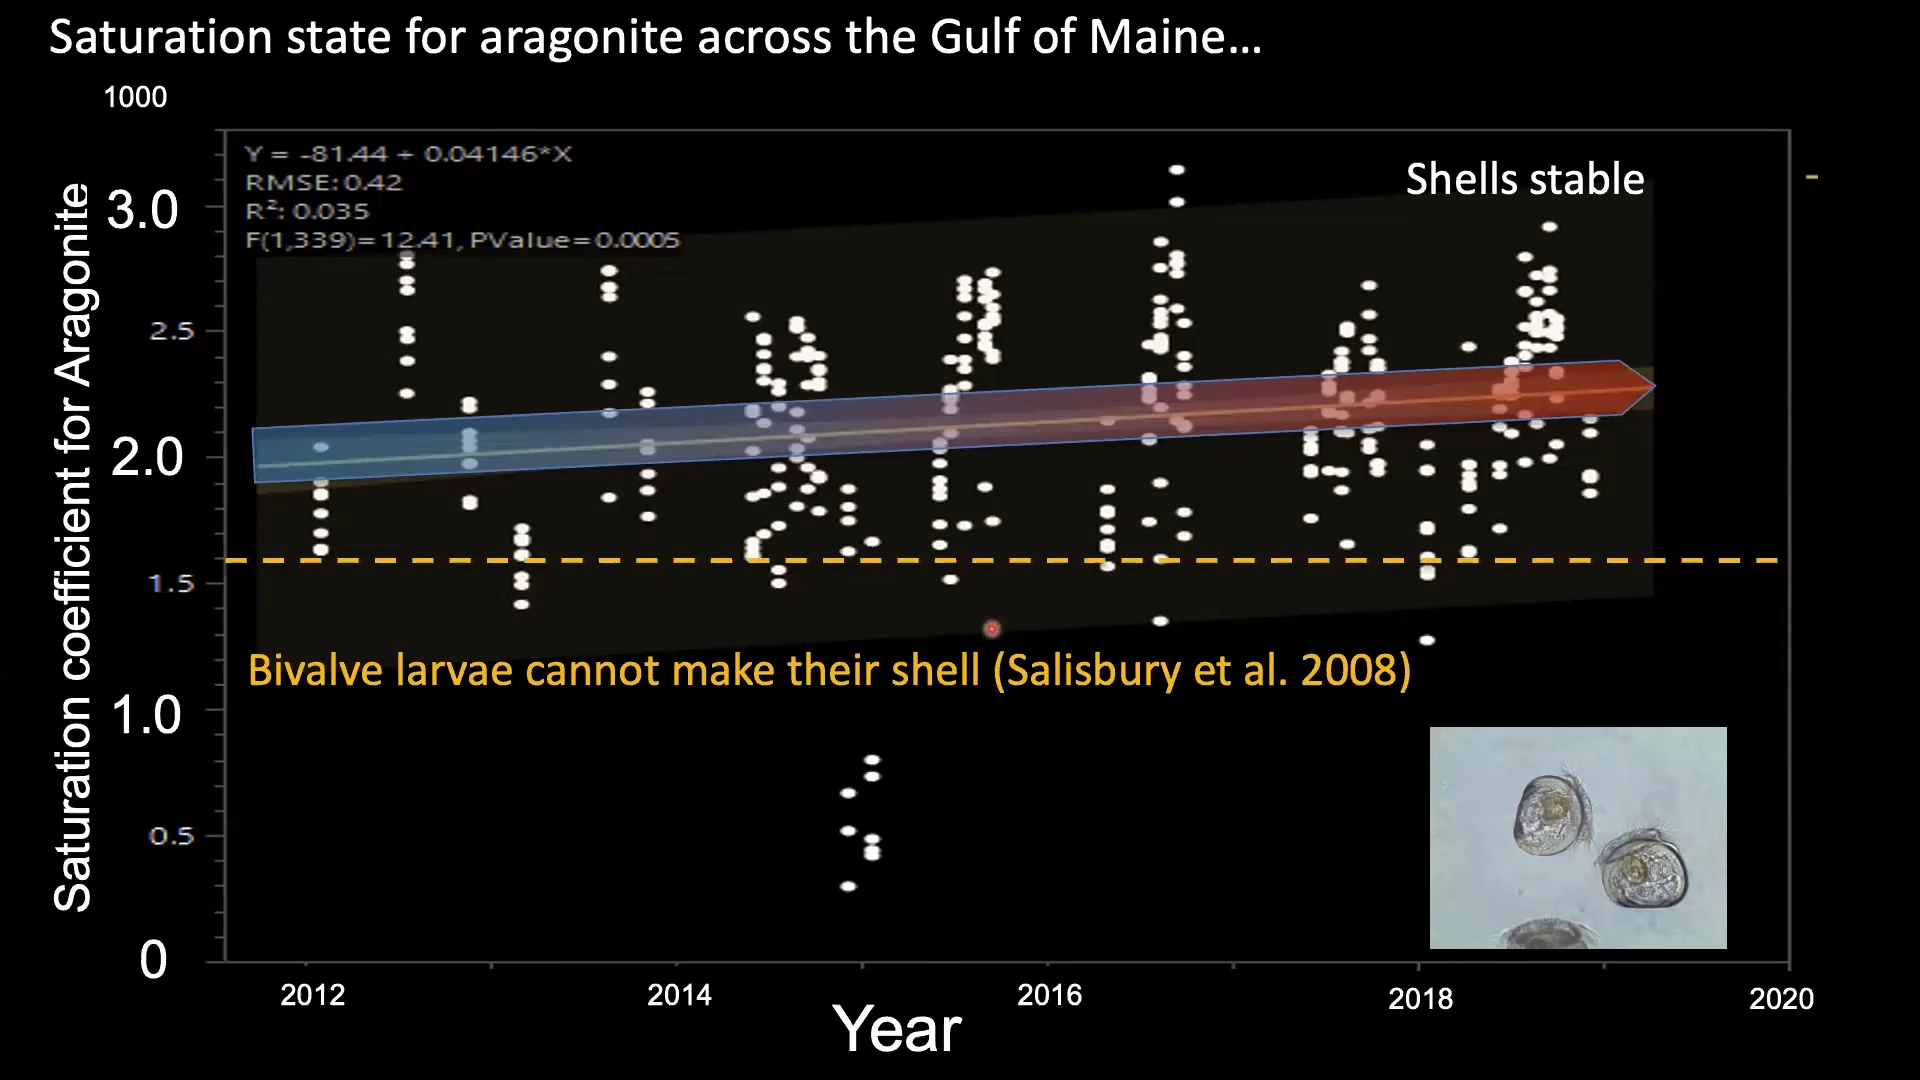 Saturation state for aragonite across the Gulf of Maine...
1000
Y = -81.44 + 0.04146*X
RMSE: 0.42
R²: 0.035
F(1,339)=12.41, PValue=0.0005
Shells stable
Saturation coefficient for Aragonite
3.0
2.5
2.0
1.5
Bivalve larvae cannot make their shell (Salisbury et al. 2008)
1.0
0.5
0
2012
2014
2016
2018
2020
Year